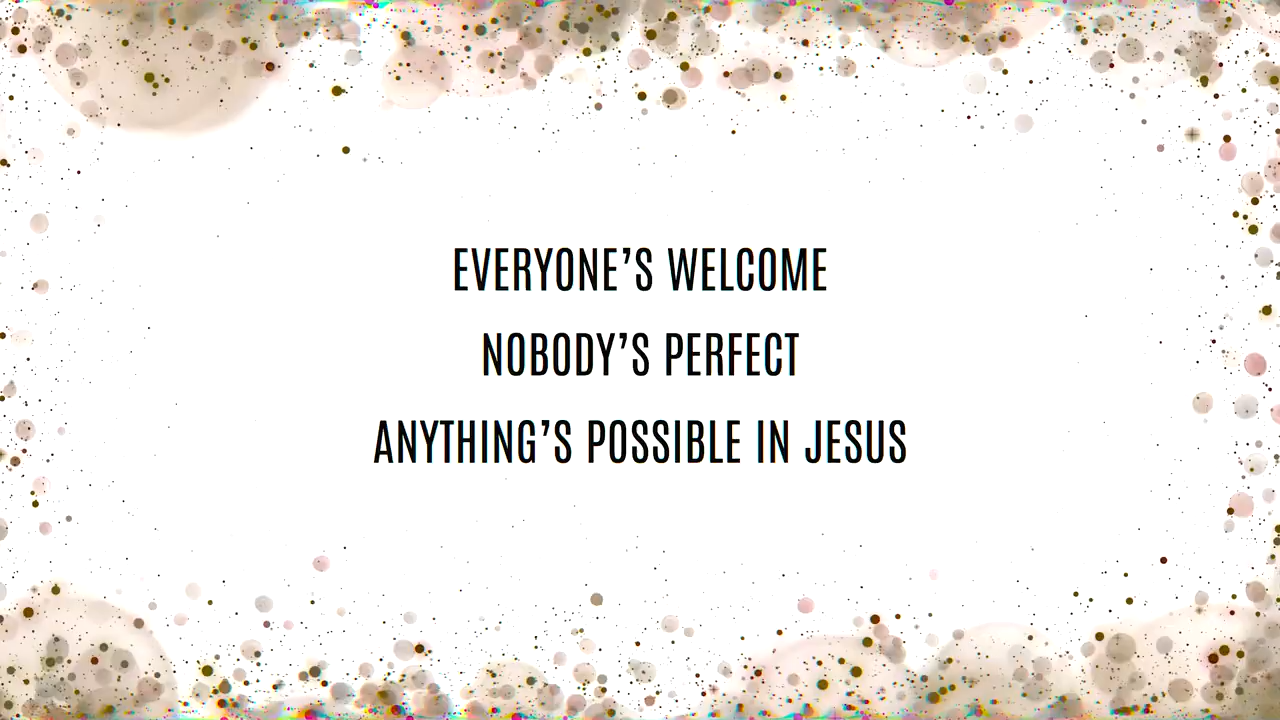 EVERYONE’S WELCOME
NOBODY’S PERFECT
ANYTHING’S POSSIBLE IN JESUS